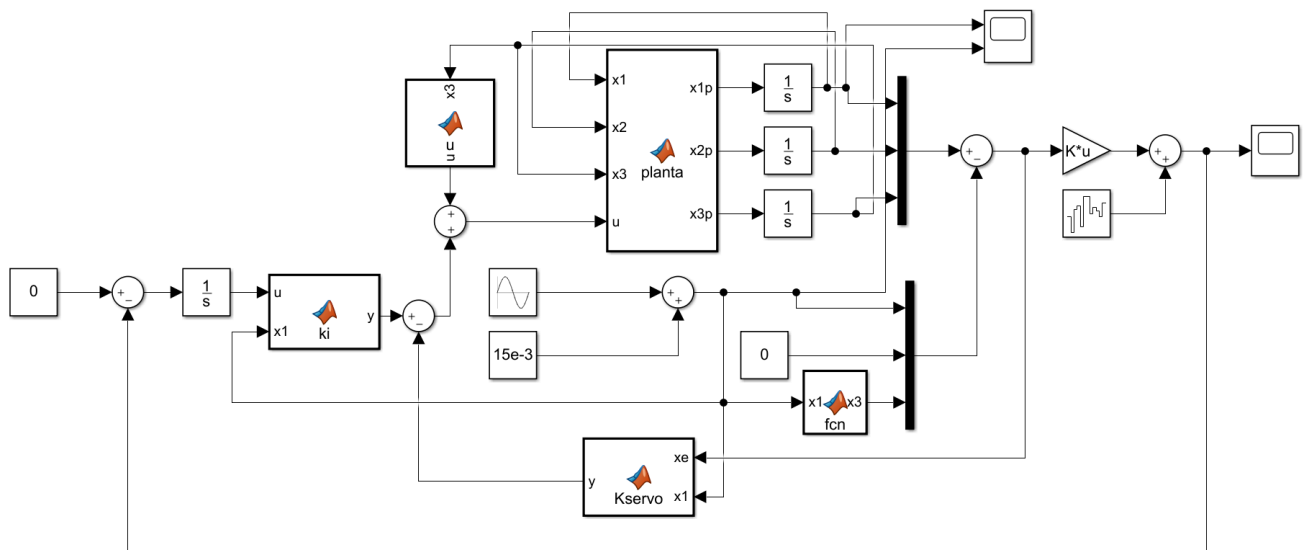 x3
u
u
x1
x2
x3
u
planta
x1p
x2p
x3p
1
s
1
s
1
s
+
−
K*u
+
+
+
+
0
+
−
1
s
u
x1
y
ki
+
−
+
+
15e-3
0
x1
x3
fcn
xe
y
x1
Kservo